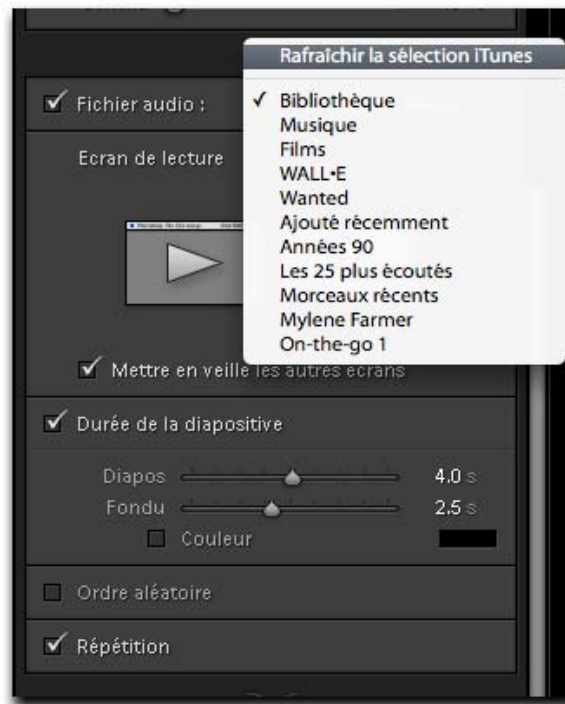 Rafraîchir la sélection iTunes
✓ Bibliothèque
Musique
Films
WALL•E
Wanted
Ajouté récemment
Années 90
Les 25 plus écoutés
Morceaux récents
Mylene Farmer
On-the-go 1
Fichier audio :
Ecran de lecture
Mettre en veille les autres écrans
Durée de la diapositive
Diapos 4.0 s
Fondu 2.5 s
Couleur
Ordre aléatoire
Répétition